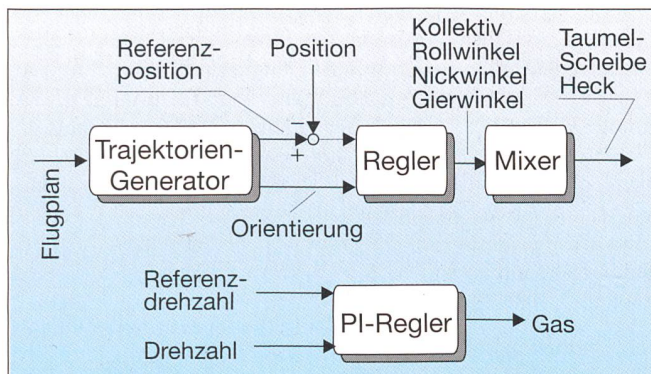 Referenz-
position
Position
Kollektiv
Rollwinkel
Nickwinkel
Gierwinkel
Taumel-
Scheibe
Heck
−
+
Flugplan
Trajektorien-
Generator
Regler
Mixer
Orientierung
Referenz-
drehzahl
Drehzahl
PI-Regler
Gas